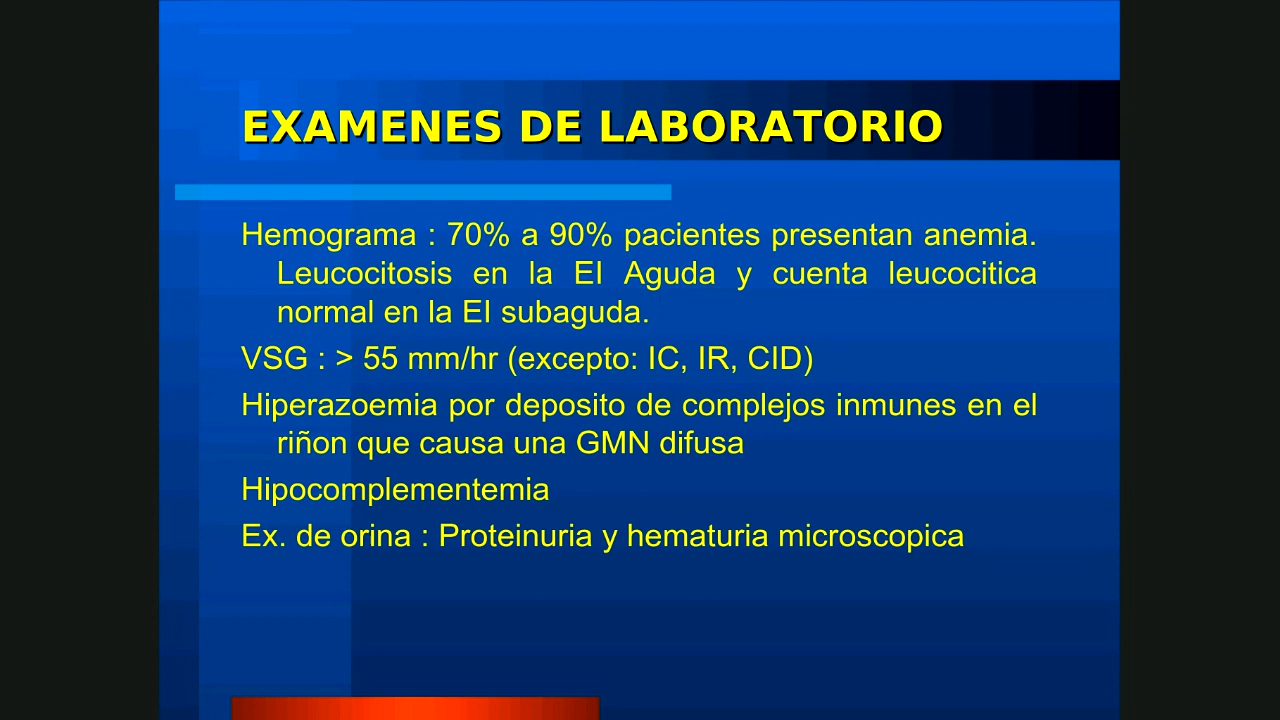 EXAMENES DE LABORATORIO
Hemograma : 70% a 90% pacientes presentan anemia.
Leucocitosis en la EI Aguda y cuenta leucocitica
normal en la EI subaguda.
VSG : > 55 mm/hr (excepto: IC, IR, CID)
Hiperazoemia por deposito de complejos inmunes en el
riñon que causa una GMN difusa
Hipocomplementemia
Ex. de orina : Proteinuria y hematuria microscopica